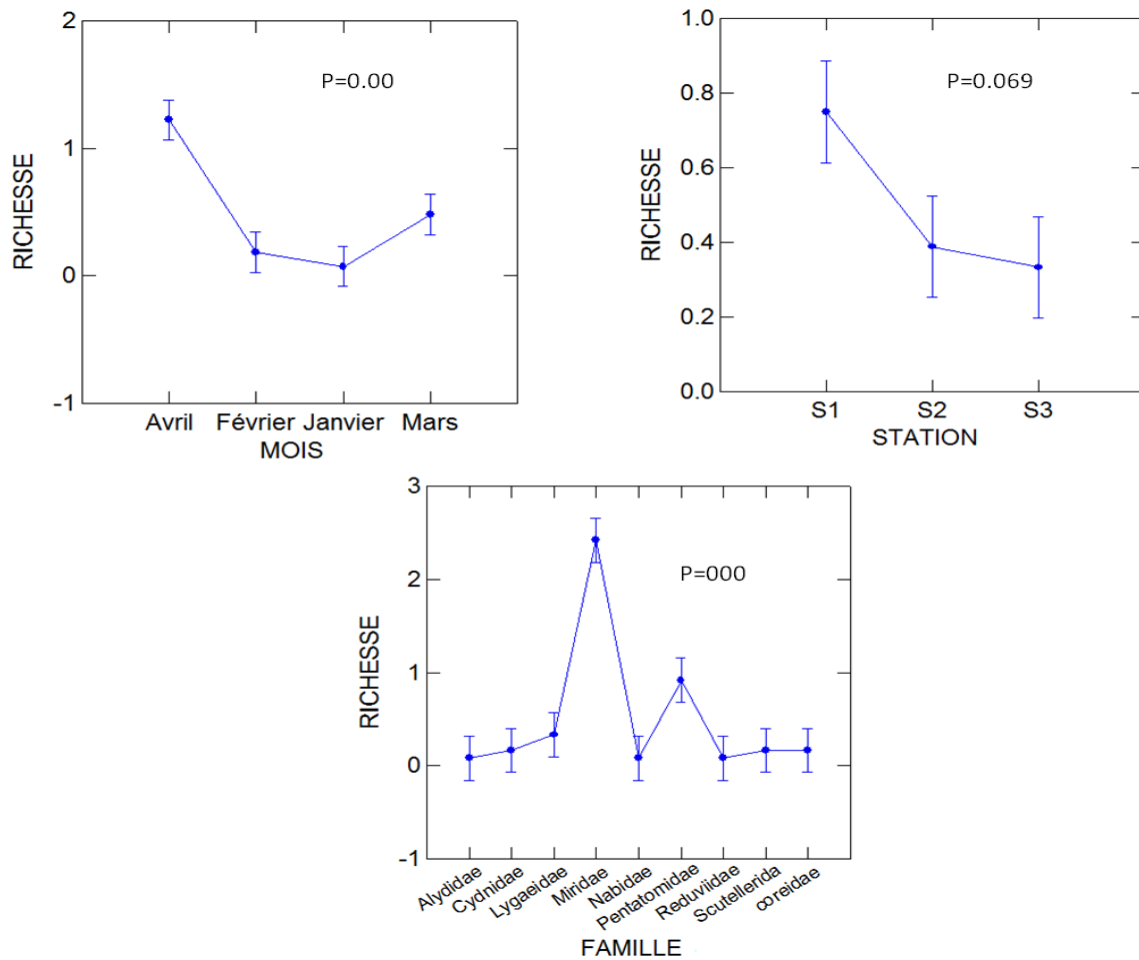 2
1
0
-1
RICHESSE
P=0.00
Avril Février Janvier Mars
MOIS
1.0
0.8
0.6
0.4
0.2
0.0
RICHESSE
P=0.069
S1 S2 S3
STATION
3
2
1
0
-1
RICHESSE
P=000
Alydidae
Cydnidae
Lygaeidae
Miridae
Nabidae
Pentatomidae
Reduviidae
Scutellerida
coreidae
FAMILLE